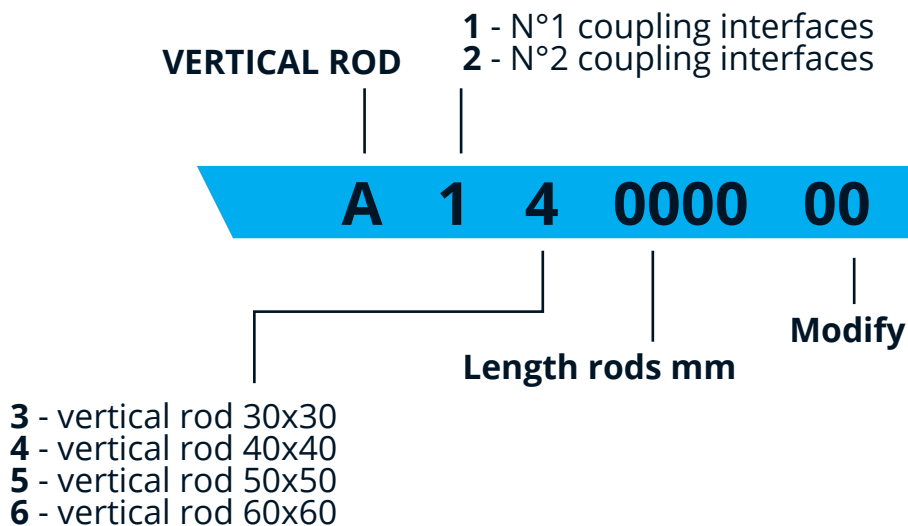 1 - N°1 coupling interfaces
2 - N°2 coupling interfaces
VERTICAL ROD
A 1 4 0000 00
Modify
Length rods mm
3 - vertical rod 30x30
4 - vertical rod 40x40
5 - vertical rod 50x50
6 - vertical rod 60x60